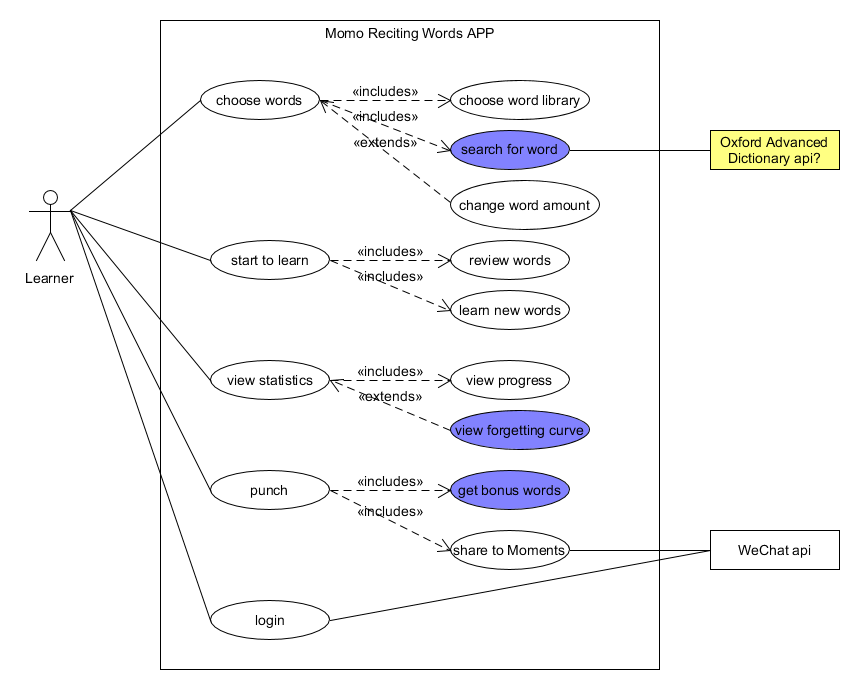 Momo Reciting Words APP
choose words
«includes»
choose word library
«includes»
search for word
Oxford Advanced
Dictionary api?
«extends»
change word amount
Learner
start to learn
«includes»
review words
«includes»
learn new words
view statistics
«includes»
view progress
«extends»
view forgetting curve
punch
«includes»
get bonus words
«includes»
share to Moments
WeChat api
login